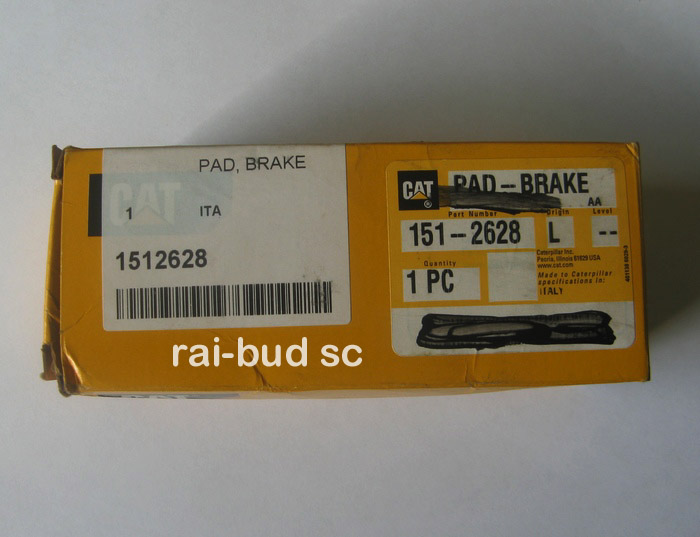 PAD, BRAKE
CAT
1 ITA
1512628
CAT®
PAD-BRAKE
AA
Part Number Origin Level
151-2628 L --
Caterpillar Inc.
Peoria, Illinois 61629 USA
www.cat.com
Quantity
1 PC
Made to Caterpillar
specifications in:
ITALY
rai-bud sc